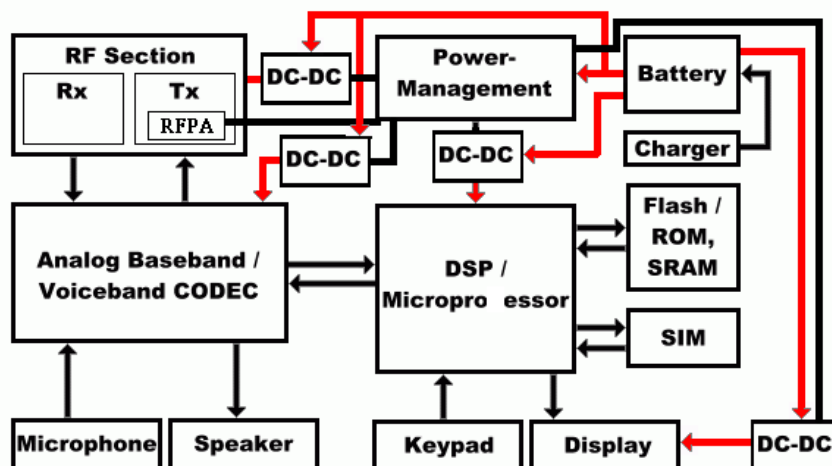 RF Section
Rx
Tx
RFPA
DC-DC
Power-
Management
Battery
DC-DC
DC-DC
Charger
Analog Baseband /
Voiceband CODEC
DSP /
Micropro essor
Flash /
ROM,
SRAM
SIM
Microphone
Speaker
Keypad
Display
DC-DC